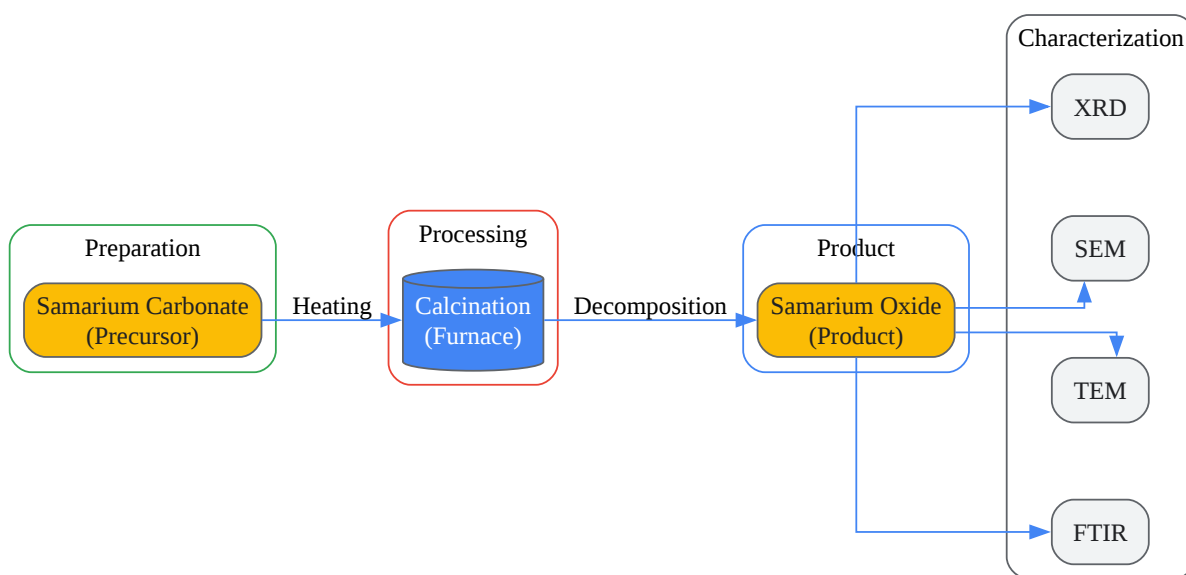 Preparation
Samarium Carbonate
(Precursor)
Heating
Processing
Calcination
(Furnace)
Decomposition
Product
Samarium Oxide
(Product)
Characterization
XRD
SEM
TEM
FTIR